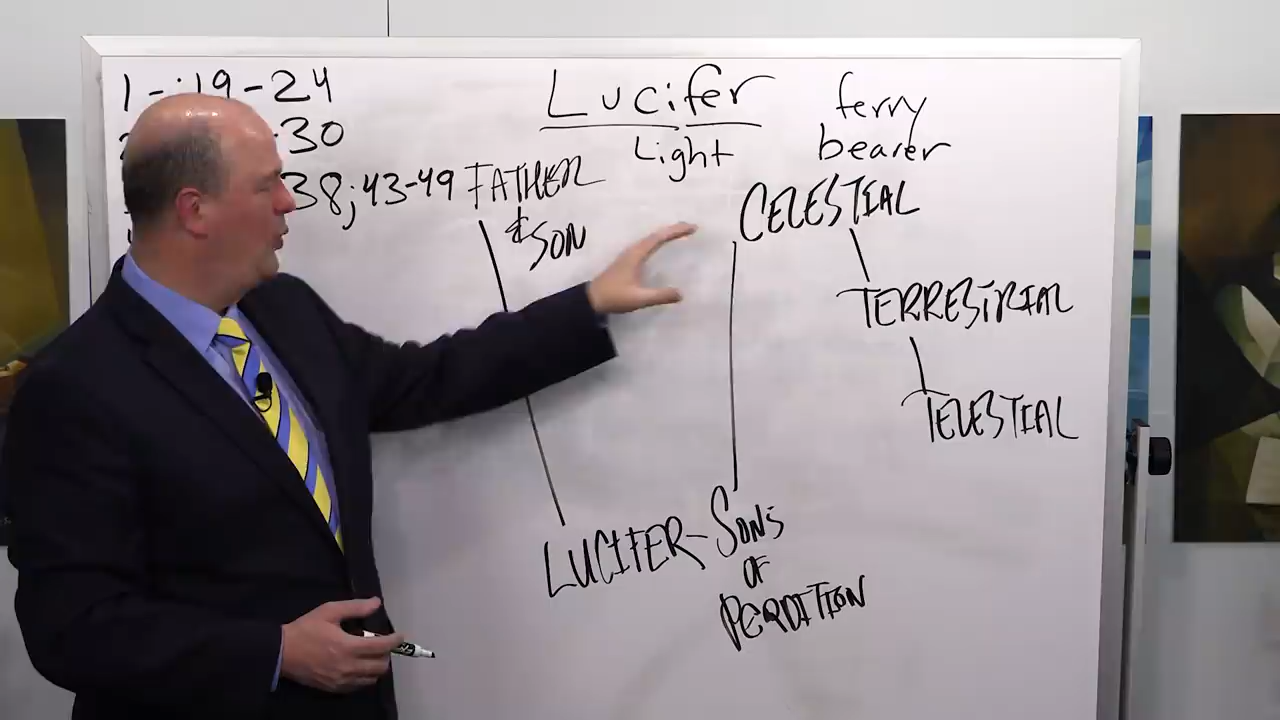 1-:19-24
30
38;43-49
Lucifer
Light
ferry
bearer
FATHER
& SON
CELESTIAL
TERRESTRIAL
TELESTIAL
LUCIFER-SONS
OF
PERDITION